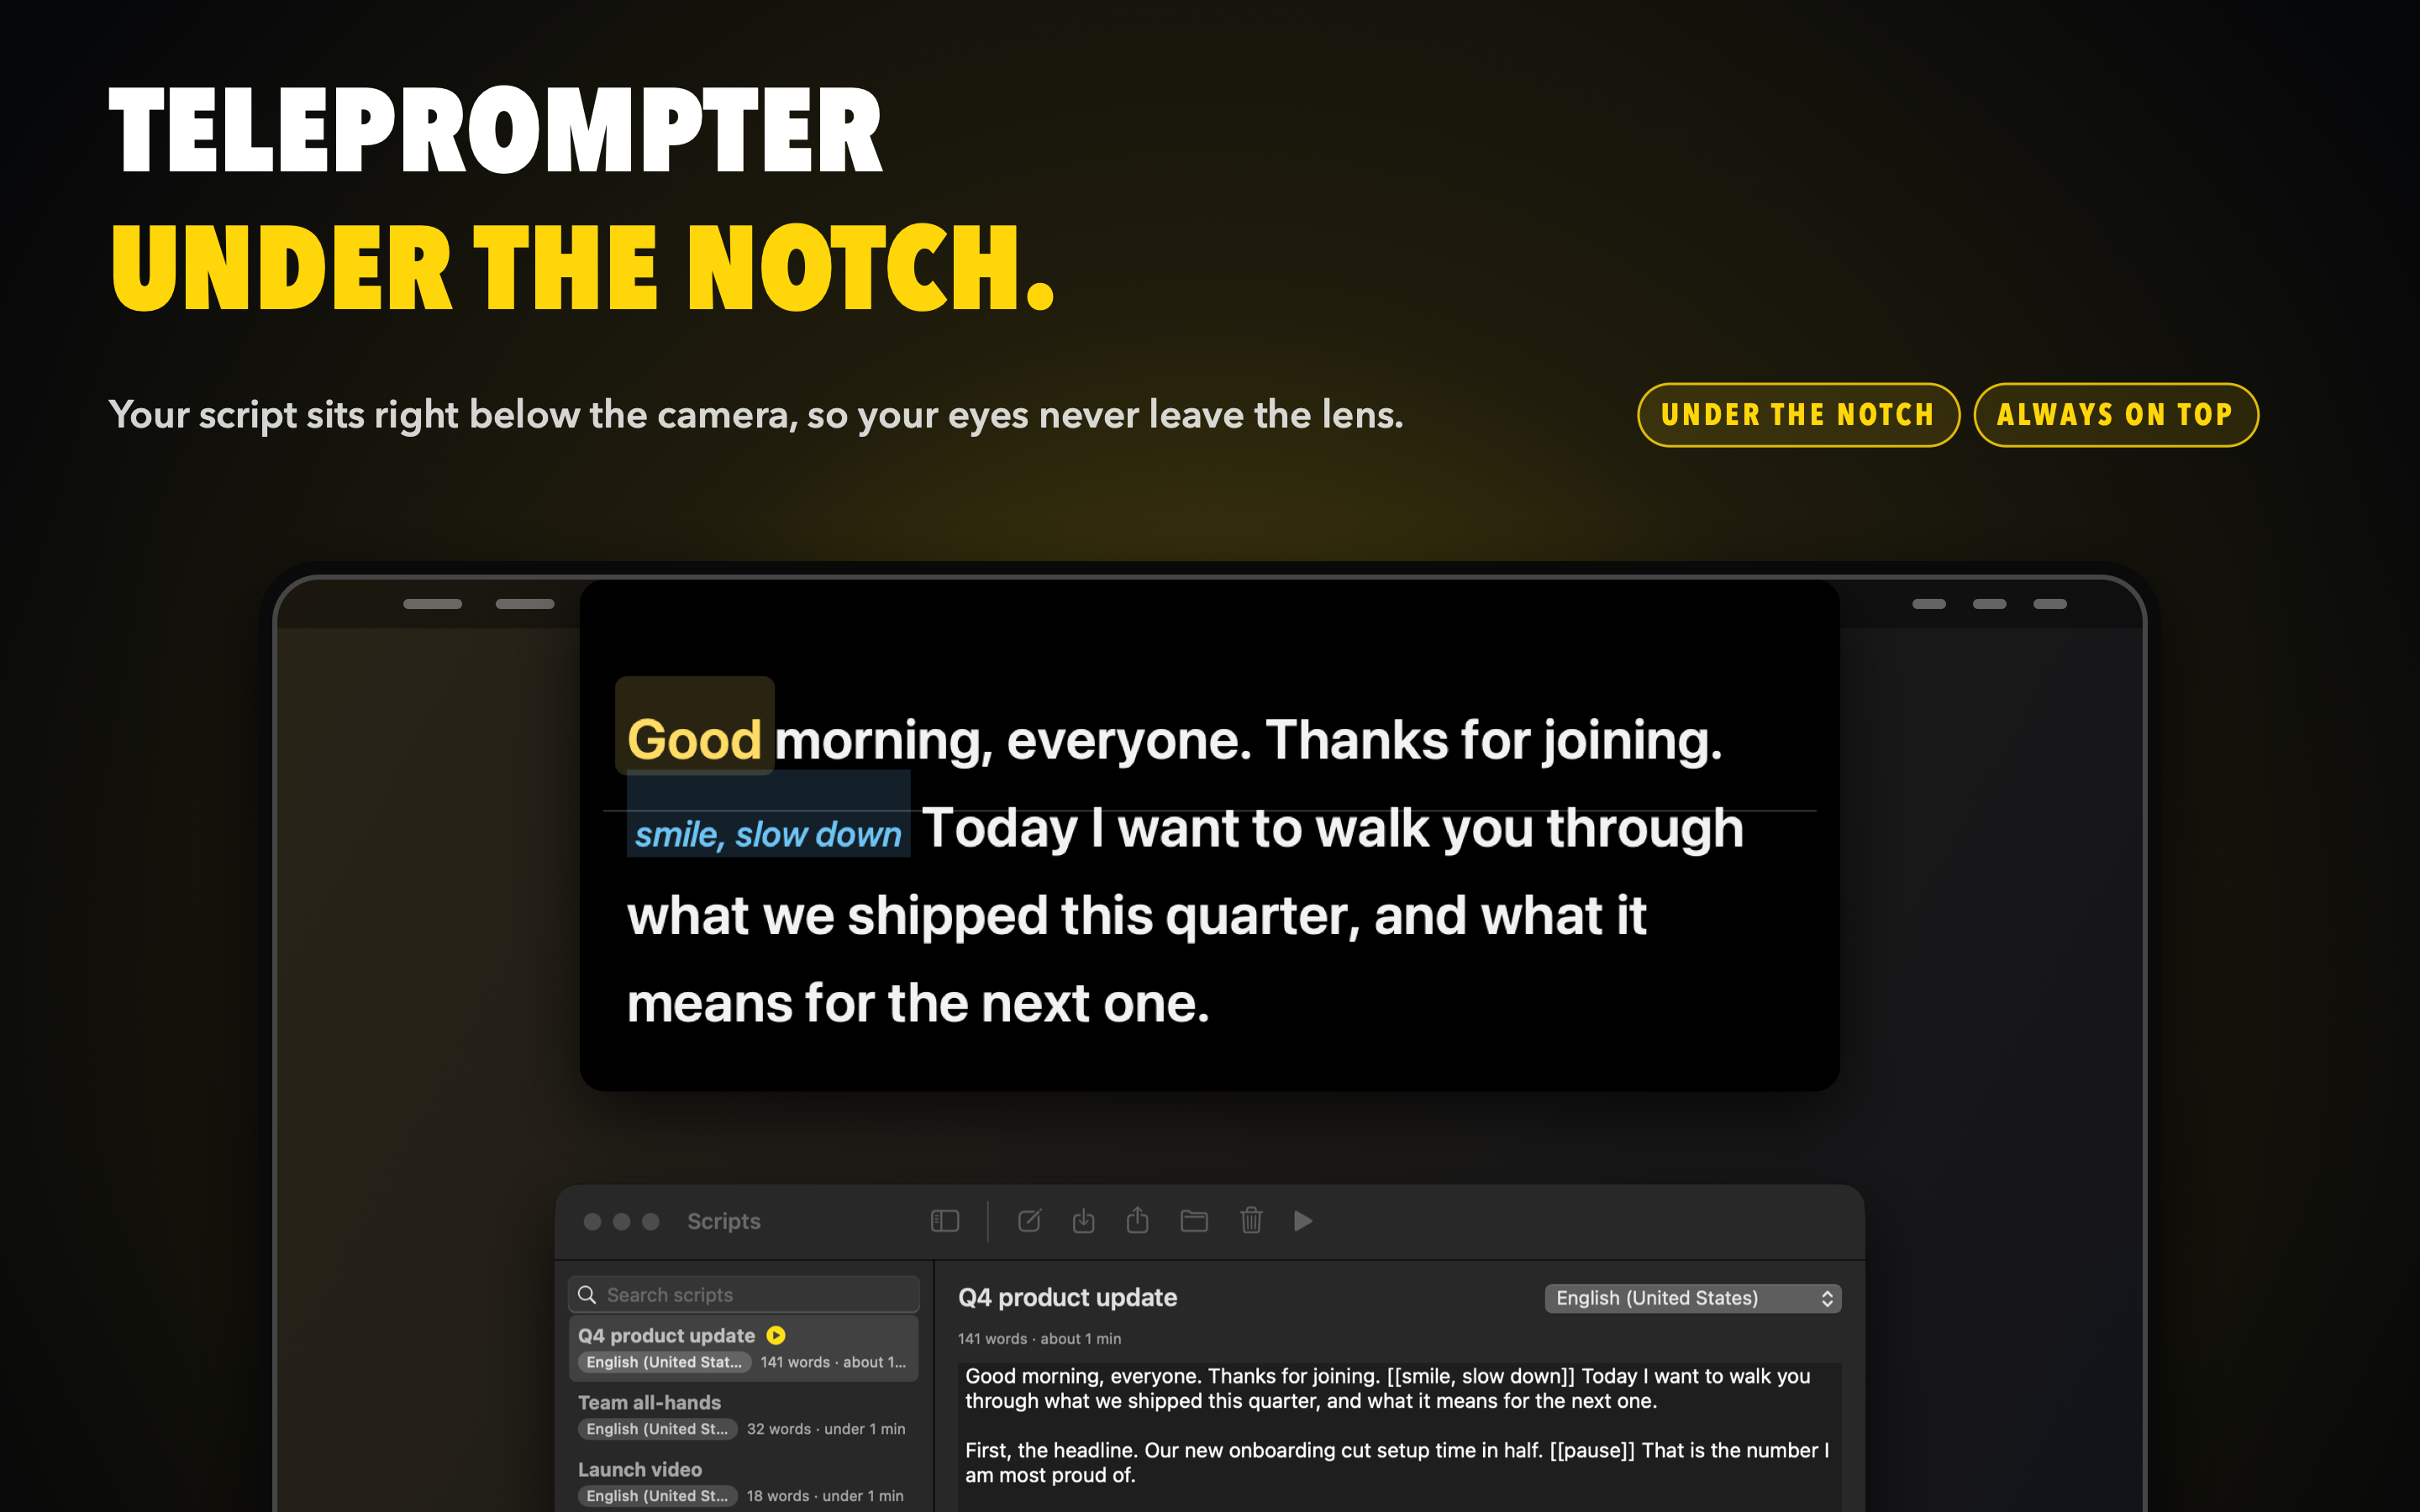 TELEPROMPTER
UNDER THE NOTCH.
Your script sits right below the camera, so your eyes never leave the lens.
UNDER THE NOTCH
ALWAYS ON TOP
Good morning, everyone. Thanks for joining.
smile, slow down Today I want to walk you through
what we shipped this quarter, and what it
means for the next one.
Scripts
Search scripts
Q4 product update
English (United Stat... 141 words · about 1...
Team all-hands
English (United St... 32 words · under 1 min
Launch video
English (United St... 18 words · under 1 min
Q4 product update
English (United States)
141 words · about 1 min
Good morning, everyone. Thanks for joining. [[smile, slow down]] Today I want to walk you
through what we shipped this quarter, and what it means for the next one.
First, the headline. Our new onboarding cut setup time in half. [[pause]] That is the number I
am most proud of.